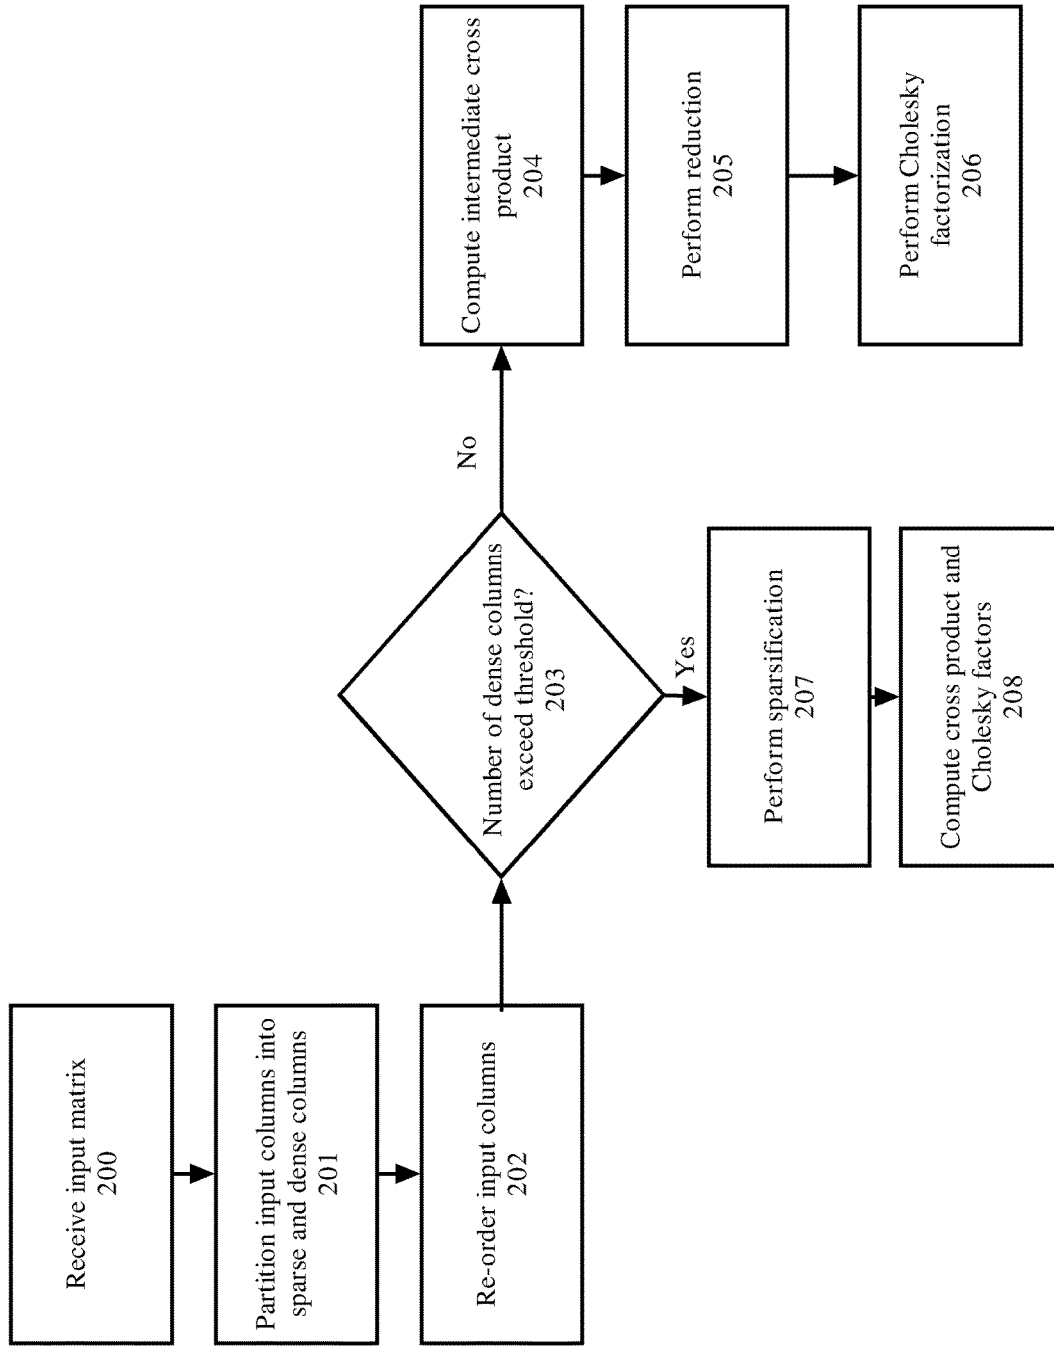 Receive input matrix
200
Partition input columns into
sparse and dense columns
201
Re-order input columns
202
Number of dense columns
exceed threshold?
203
No
Compute intermediate cross
product
204
Perform reduction
205
Perform Cholesky
factorization
206
Yes
Perform sparsification
207
Compute cross product and
Cholesky factors
208